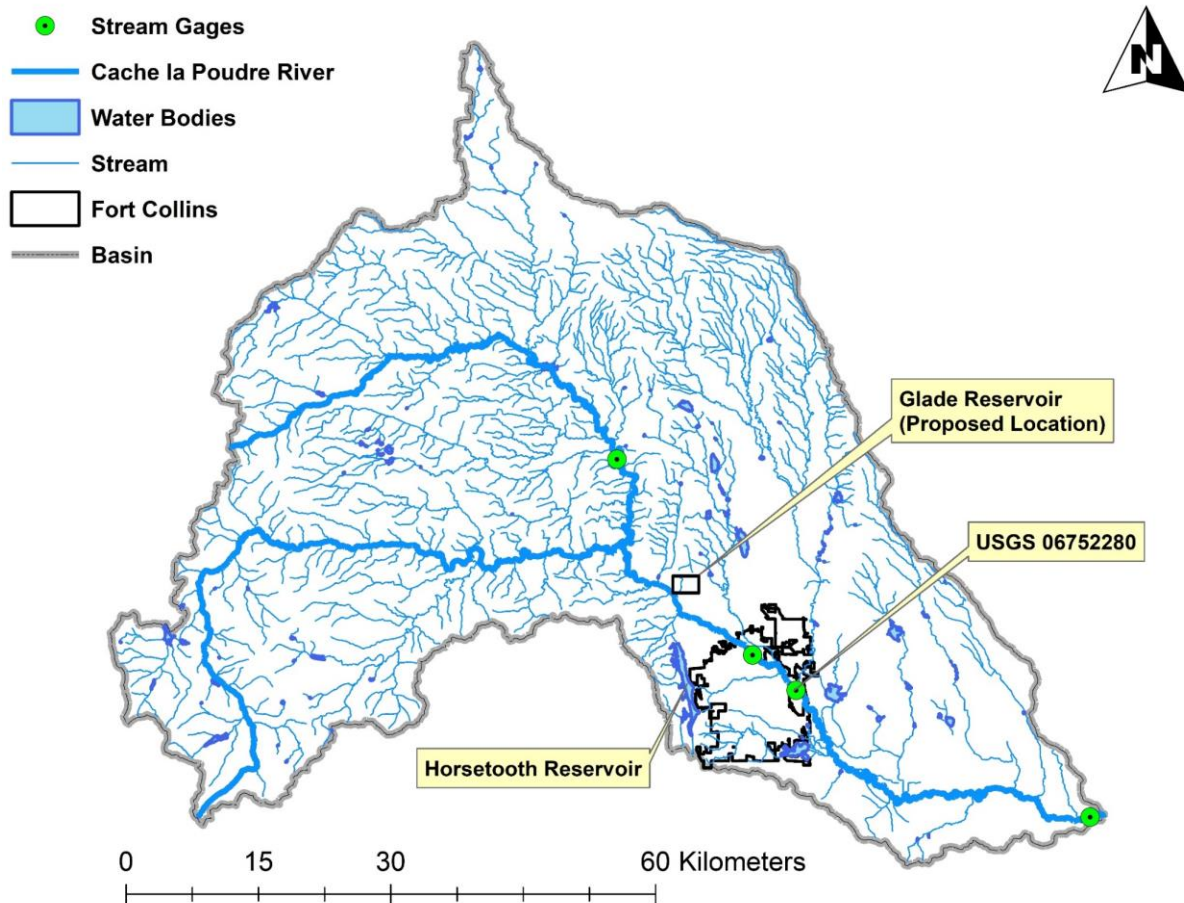 Stream Gages
Cache la Poudre River
Water Bodies
Stream
Fort Collins
Basin
N
Glade Reservoir
(Proposed Location)
USGS 06752280
Horsetooth Reservoir
0 15 30 60 Kilometers